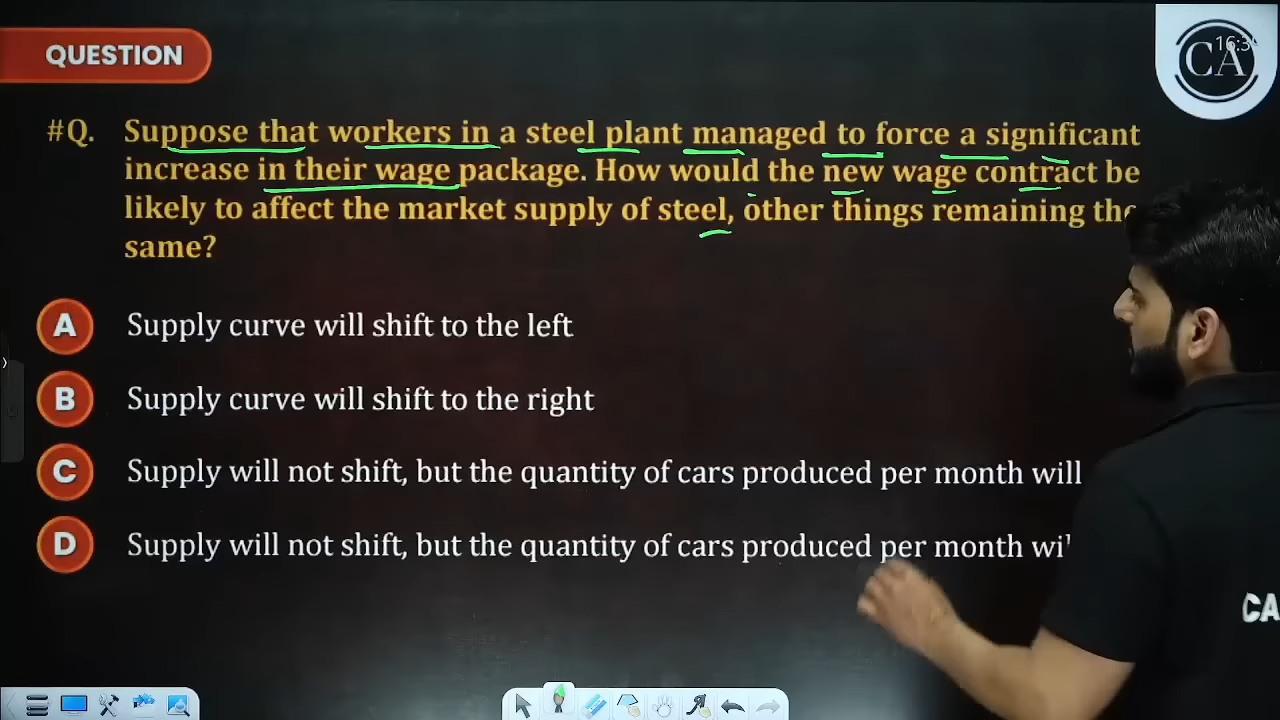 QUESTION
CA
16:3
#Q. Suppose that workers in a steel plant managed to force a significant
increase in their wage package. How would the new wage contract be
likely to affect the market supply of steel, other things remaining the
same?
A Supply curve will shift to the left
B Supply curve will shift to the right
C Supply will not shift, but the quantity of cars produced per month will
D Supply will not shift, but the quantity of cars produced per month
CA